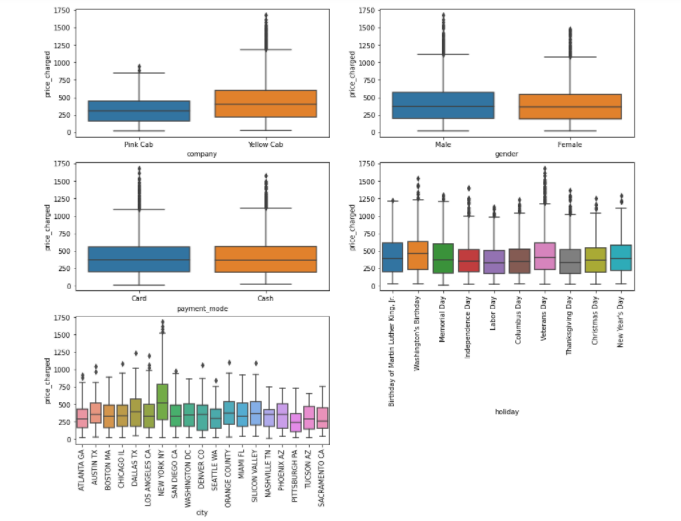 1750
1500
1250
1000
750
500
250
0
price_charged
Pink Cab Yellow Cab
company
1750
1500
1250
1000
750
500
250
0
price_charged
Male Female
gender
1750
1500
1250
1000
750
500
250
0
price_charged
Card Cash
payment_mode
1750
1500
1250
1000
750
500
250
0
price_charged
Birthday of Martin Luther King, Jr.
Washington's Birthday
Memorial Day
Independence Day
Labor Day
Columbus Day
Veterans Day
Thanksgiving Day
Christmas Day
New Year's Day
holiday
1750
1500
1250
1000
750
500
250
0
price_charged
ATLANTA GA
AUSTIN TX
BOSTON MA
CHICAGO IL
DALLAS TX
LOS ANGELES CA
NEW YORK NY
SAN DIEGO CA
WASHINGTON DC
DENVER CO
SEATTLE WA
ORANGE COUNTY
MIAMI FL
SILICON VALLEY
NASHVILLE TN
PHOENIX AZ
PITTSBURGH PA
TUCSON AZ
SACRAMENTO CA
city